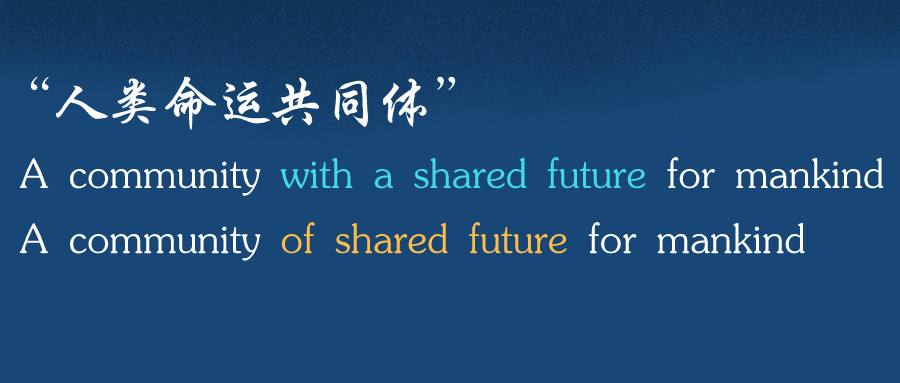 “人类命运共同体”
A community with a shared future for mankind
A community of shared future for mankind